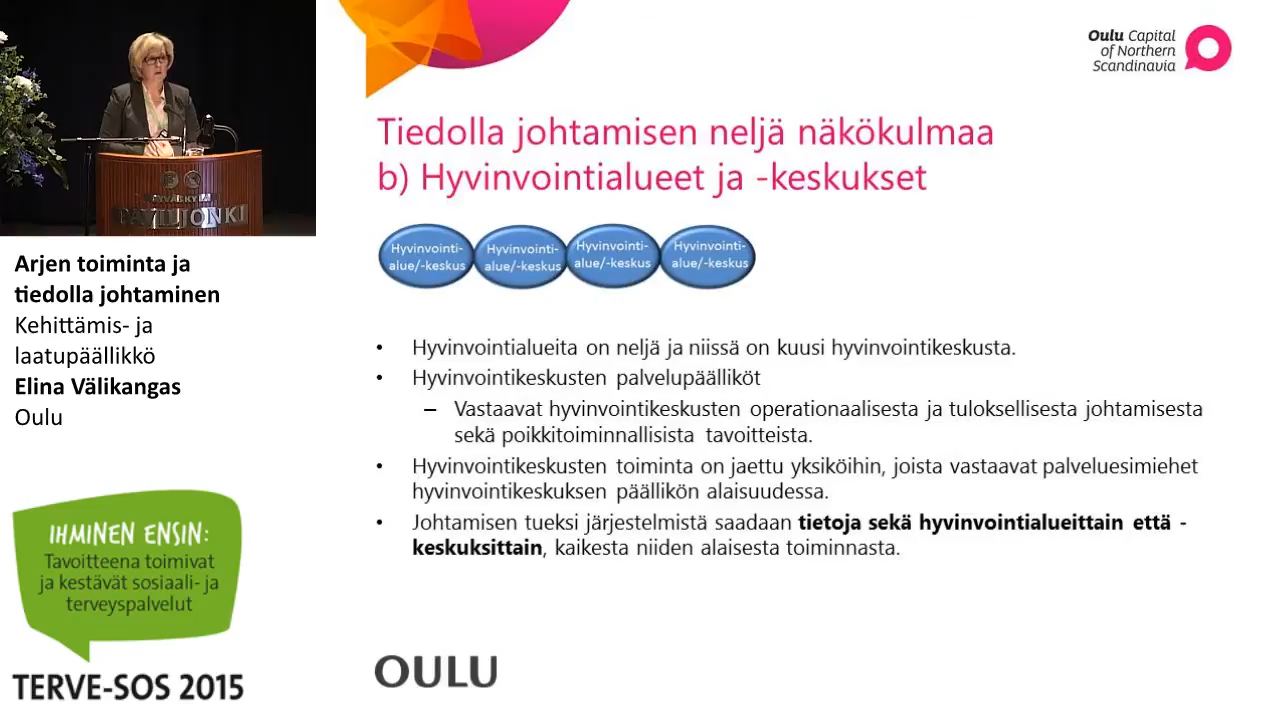 Oulu Capital
of Northern
Scandinavia
Tiedolla johtamisen neljä näkökulmaa
b) Hyvinvointialueet ja -keskukset
JYVÄSKYLÄ
PAVILJONKI
Hyvinvointi-
alue/-keskus
Hyvinvointi-
alue/-keskus
Hyvinvointi-
alue/-keskus
Hyvinvointi-
alue/-keskus
Arjen toiminta ja
tiedolla johtaminen
Kehittämis- ja
laatupäällikkö
Elina Välikangas
Oulu
• Hyvinvointialueita on neljä ja niissä on kuusi hyvinvointikeskusta.
• Hyvinvointikeskusten palvelupäälliköt
– Vastaavat hyvinvointikeskusten operationaalisesta ja tuloksellisesta johtamisesta
sekä poikkitoiminnallisista tavoitteista.
• Hyvinvointikeskusten toiminta on jaettu yksiköihin, joista vastaavat palveluesimiehet
hyvinvointikeskuksen päällikön alaisuudessa.
• Johtamisen tueksi järjestelmistä saadaan tietoja sekä hyvinvointialueittain että -
keskuksittain, kaikesta niiden alaisesta toiminnasta.
IHMINEN ENSIN:
Tavoitteena toimivat
ja kestävät sosiaali- ja
terveyspalvelut
TERVE-SOS 2015
OULU